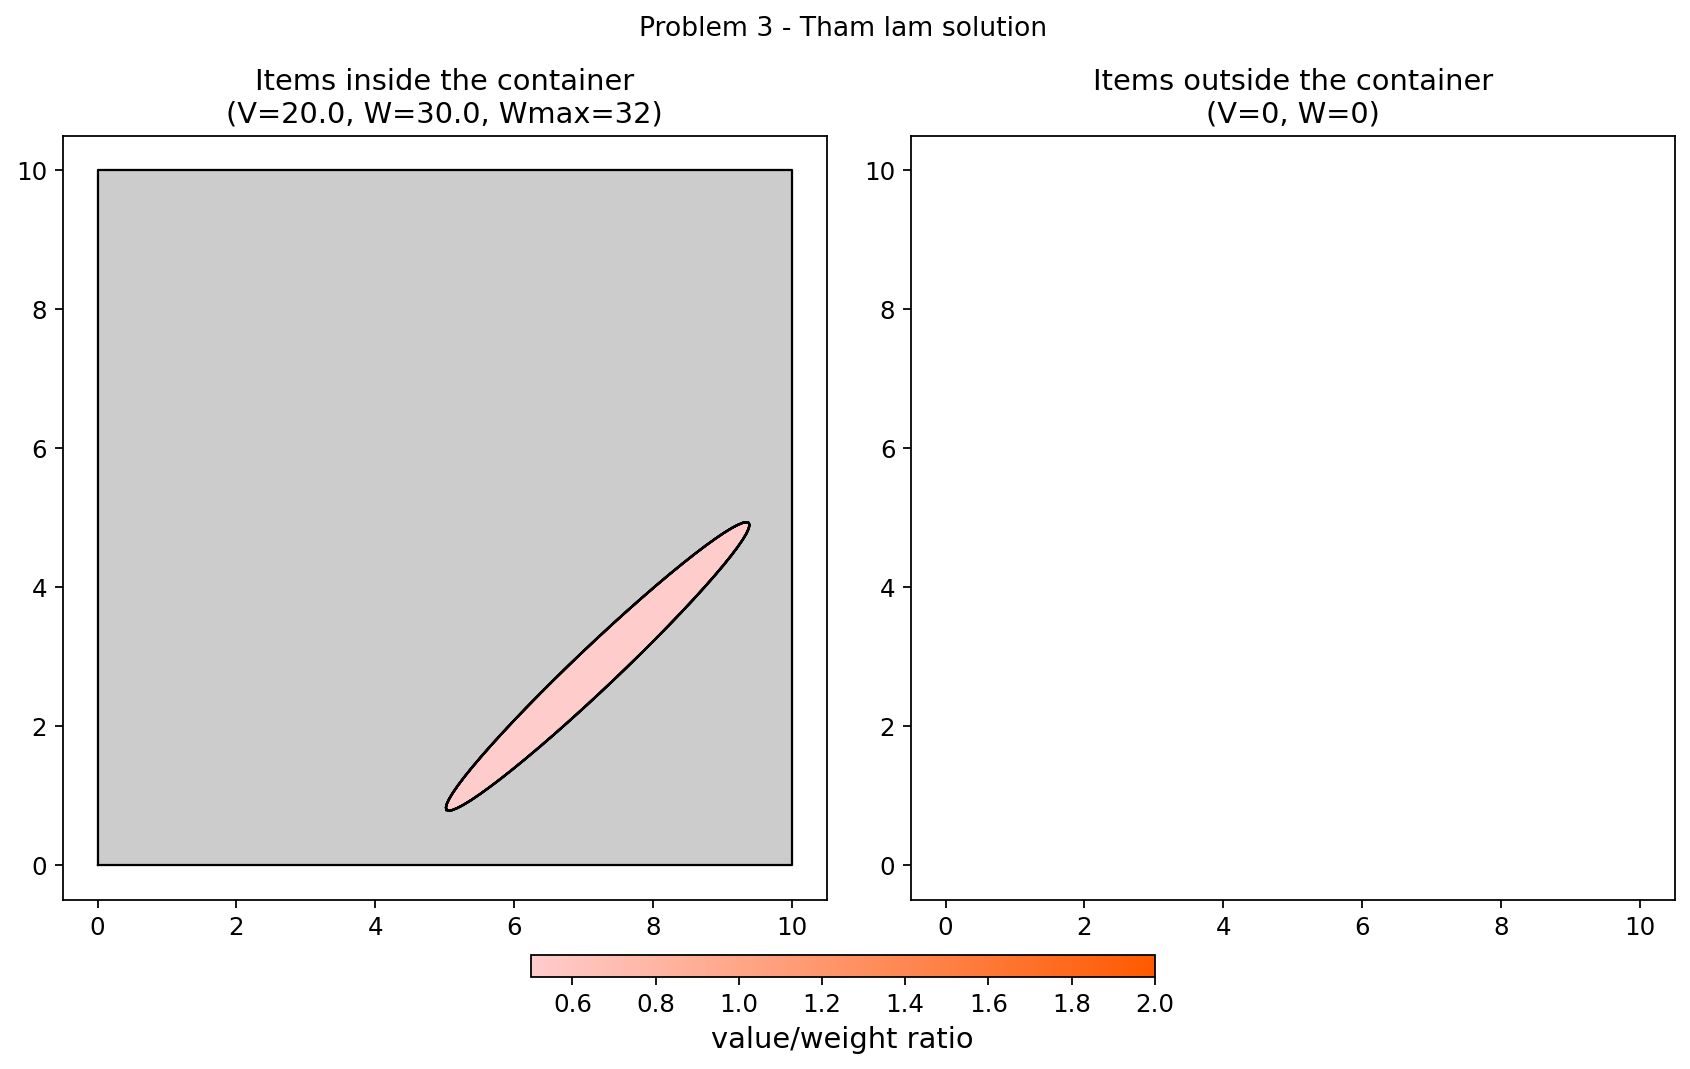 Problem 3 - Tham lam solution
Items inside the container
(V=20.0, W=30.0, Wmax=32)
10
8
6
4
2
0
0 2 4 6 8 10
Items outside the container
(V=0, W=0)
10
8
6
4
2
0
0 2 4 6 8 10
0.6 0.8 1.0 1.2 1.4 1.6 1.8 2.0
value/weight ratio